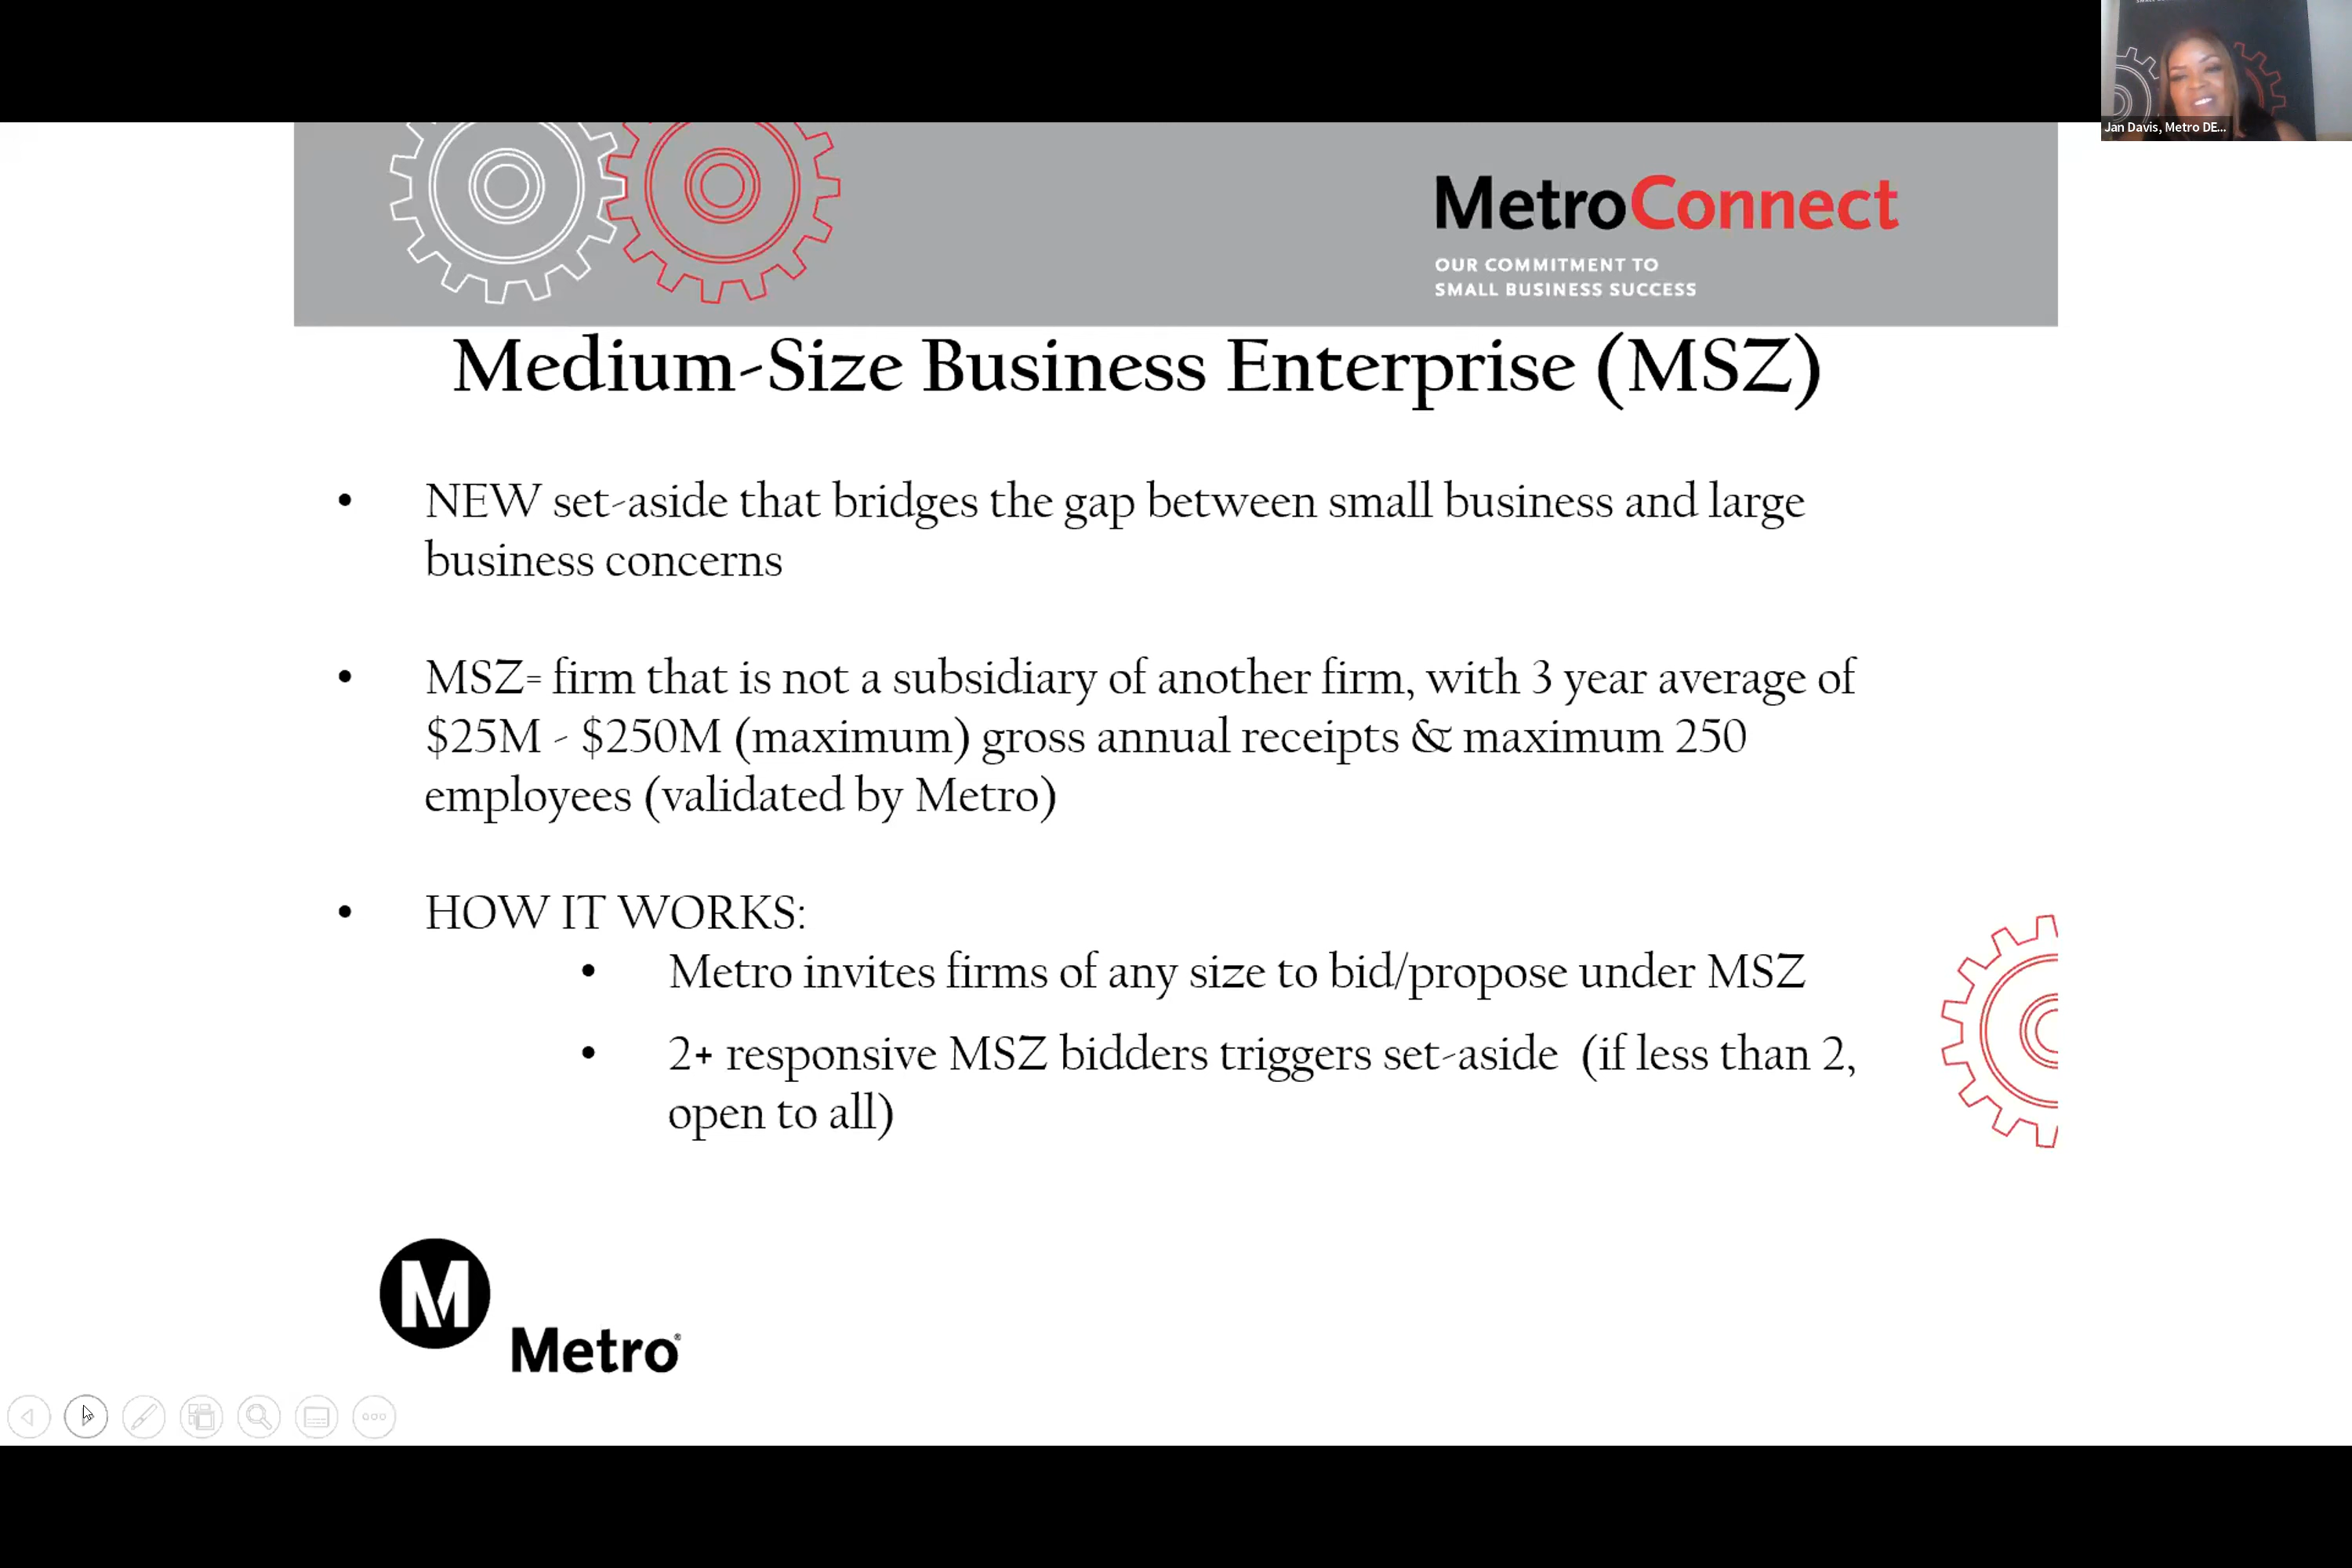 Jan Davis, Metro DE...
MetroConnect
OUR COMMITMENT TO
SMALL BUSINESS SUCCESS
Medium-Size Business Enterprise (MSZ)
• NEW set-aside that bridges the gap between small business and large
business concerns
• MSZ= firm that is not a subsidiary of another firm, with 3 year average of
$25M - $250M (maximum) gross annual receipts & maximum 250
employees (validated by Metro)
• HOW IT WORKS:
• Metro invites firms of any size to bid/propose under MSZ
• 2+ responsive MSZ bidders triggers set-aside (if less than 2,
open to all)
M
Metro®